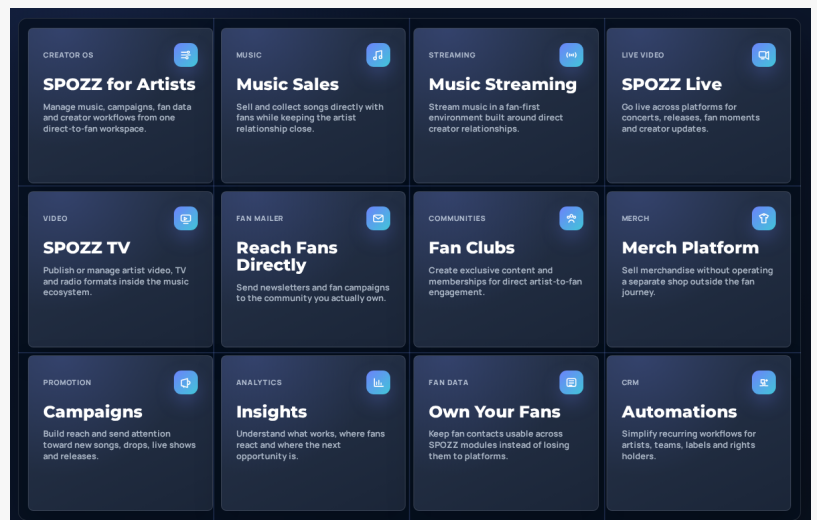 CREATOR OS
SPOZZ for Artists
Manage music, campaigns, fan data
and creator workflows from one
direct-to-fan workspace.
MUSIC
Music Sales
Sell and collect songs directly with
fans while keeping the artist
relationship close.
STREAMING
Music Streaming
Stream music in a fan-first
environment built around direct
creator relationships.
LIVE VIDEO
SPOZZ Live
Go live across platforms for
concerts, releases, fan moments
and creator updates.
VIDEO
SPOZZ TV
Publish or manage artist video, TV
and radio formats inside the music
ecosystem.
FAN MAILER
Reach Fans
Directly
Send newsletters and fan campaigns
to the community you actually own.
COMMUNITIES
Fan Clubs
Create exclusive content and
memberships for direct artist-to-fan
engagement.
MERCH
Merch Platform
Sell merchandise without operating
a separate shop outside the fan
journey.
PROMOTION
Campaigns
Build reach and send attention
toward new songs, drops, live shows
and releases.
ANALYTICS
Insights
Understand what works, where fans
react and where the next
opportunity is.
FAN DATA
Own Your Fans
Keep fan contacts usable across
SPOZZ modules instead of losing
them to platforms.
CRM
Automations
Simplify recurring workflows for
artists, teams, labels and rights
holders.